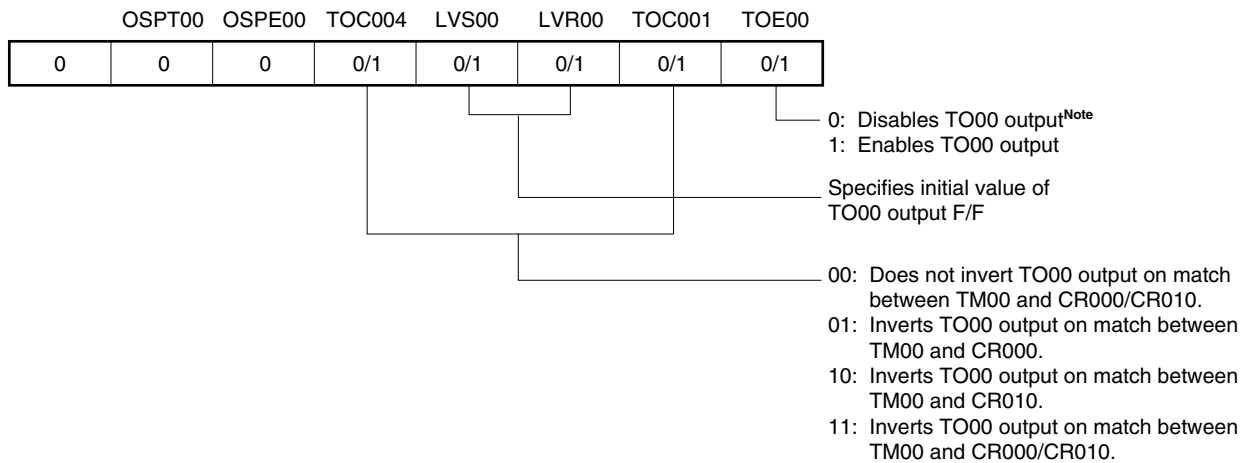 OSPT00 OSPE00 TOC004 LVS00 LVR00 TOC001 TOE00
0 0 0 0/1 0/1 0/1 0/1 0/1
0: Disables TO00 outputNote
1: Enables TO00 output
Specifies initial value of
TO00 output F/F
00: Does not invert TO00 output on match
between TM00 and CR000/CR010.
01: Inverts TO00 output on match between
TM00 and CR000.
10: Inverts TO00 output on match between
TM00 and CR010.
11: Inverts TO00 output on match between
TM00 and CR000/CR010.